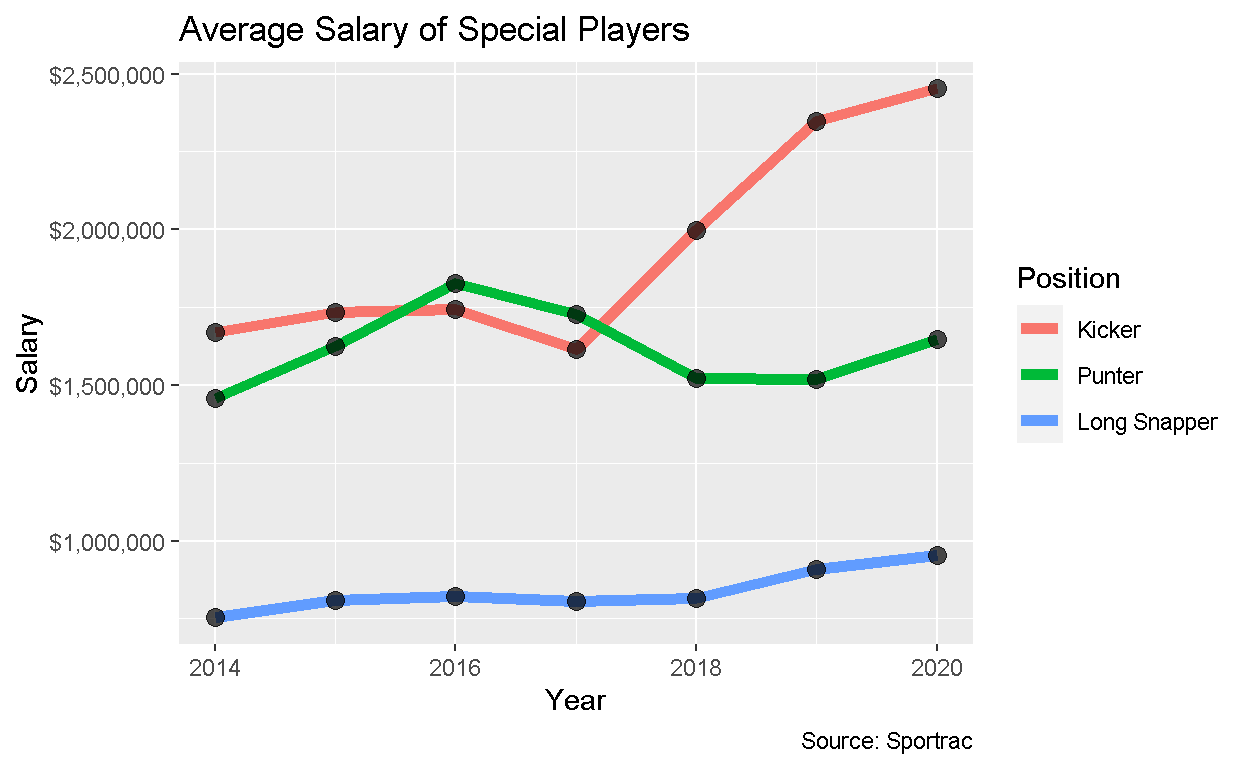 Average Salary of Special Players
$2,500,000
$2,000,000
$1,500,000
$1,000,000
Salary
2014 2016 2018 2020
Year
Position
Kicker
Punter
Long Snapper
Source: Sportrac